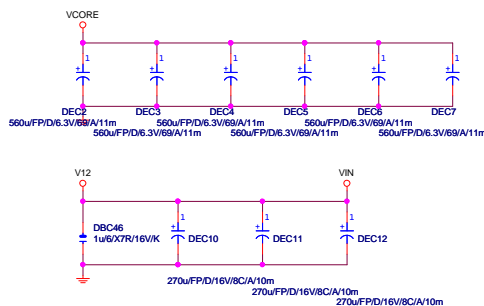 VCORE
1 1 1 1 1 1
+ + + + + +
DEC2 DEC3 DEC4 DEC5 DEC6 DEC7
560u/FP/D/6.3V/69/A/11m 560u/FP/D/6.3V/69/A/11m 560u/FP/D/6.3V/69/A/11m
560u/FP/D/6.3V/69/A/11m 560u/FP/D/6.3V/69/A/11m 560u/FP/D/6.3V/69/A/11m
V12 VIN
1 1 1
+ + +
DBC46
1u/6/X7R/16V/K
DEC10 DEC11 DEC12
270u/FP/D/16V/8C/A/10m
270u/FP/D/16V/8C/A/10m
270u/FP/D/16V/8C/A/10m